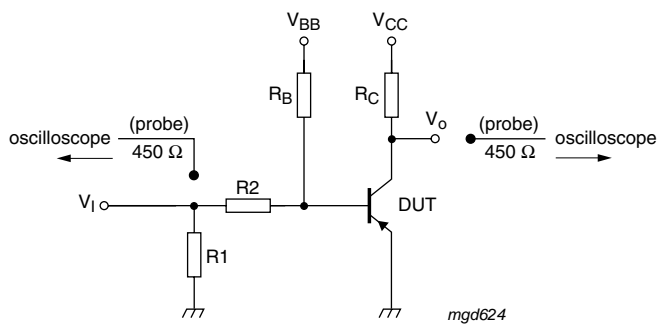 V_BB V_CC
R_B R_C
(probe) V_o (probe)
oscilloscope 450 Ω 450 Ω oscilloscope
R2 DUT
V_I
R1
mgd624